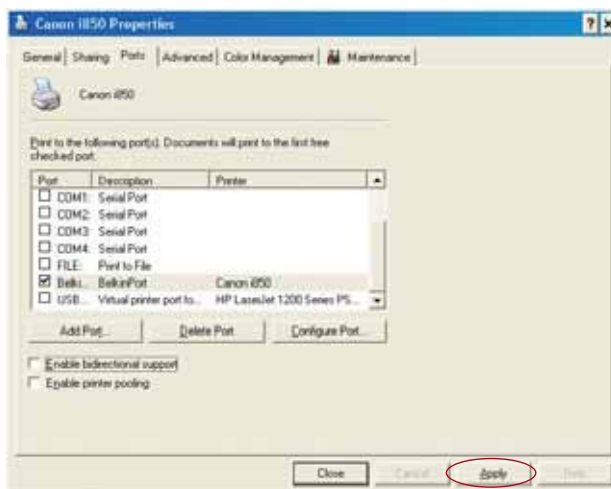 Canon i850 Properties
General Sharing Ports Advanced Color Management Maintenance
Canon i850
Print to the following port(s). Documents will print to the first free
checked port.
Port Description Printer
COM1: Serial Port
COM2: Serial Port
COM3: Serial Port
COM4: Serial Port
FILE: Print to File
Belki... BelkinPort Canon i850
USB... Virtual printer port fo... HP LaserJet 1200 Series PS...
Add Port... Delete Port Configure Port...
Enable bidirectional support
Enable printer pooling
Close Cancel Apply Help